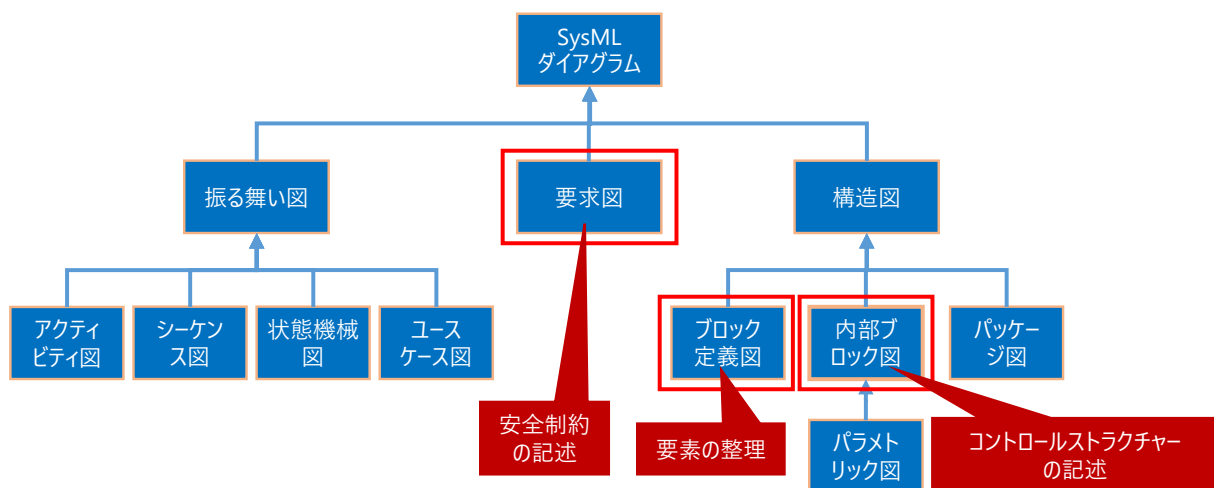 SysML
ダイアグラム
振る舞い図
要求図
構造図
アクティ
ビティ図
シーケン
ス図
状態機械
図
ユース
ケース図
ブロック
定義図
内部ブ
ロック図
パッケー
ジ図
安全制約
の記述
要素の整理
パラメト
リック図
コントロールストラクチャー
の記述